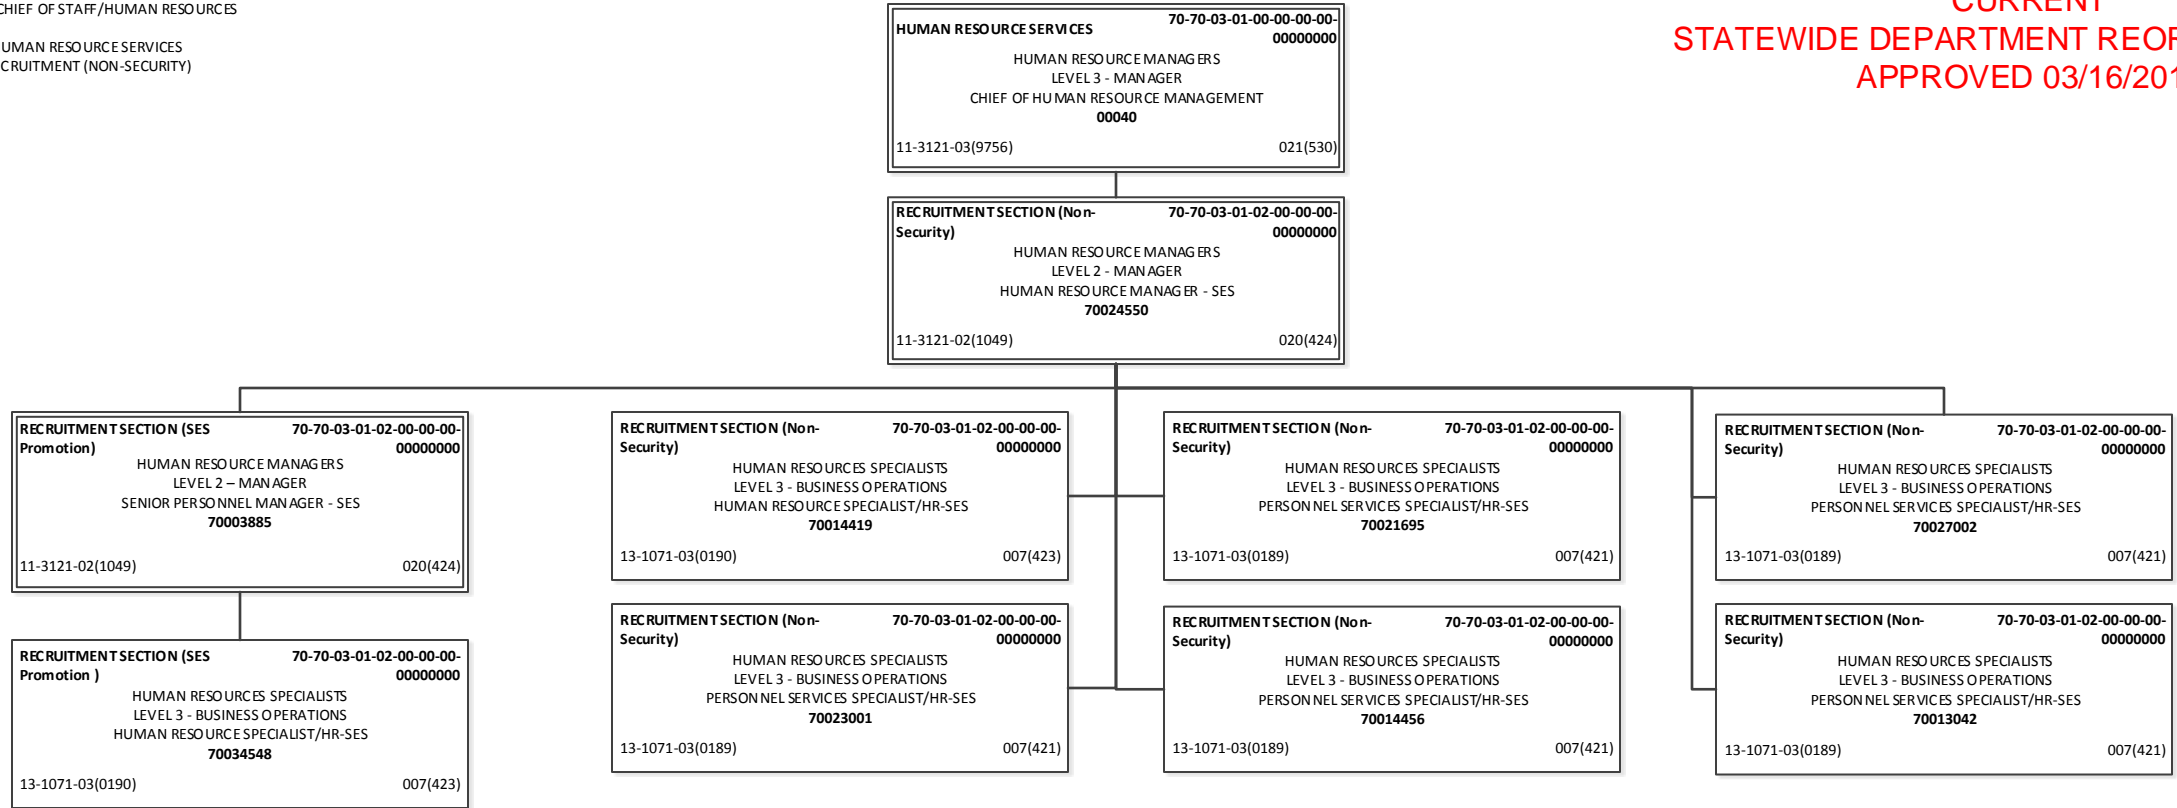 CHIEF OF STAFF/HUMAN RESOURCES
HUMAN RESOURCE SERVICES
RECRUITMENT (NON-SECURITY)
CURRENT
STATEWIDE DEPARTMENT
APPROVED
HUMAN RESOURCE SERVICES 70-70-03-01-00-00-00-00-
00000000
HUMAN RESOURCE MANAGERS
LEVEL 3 - MANAGER
CHIEF OF HUMAN RESOURCE MANAGEMENT
00040
11-3121-03(9756) 021(530)
RECRUITMENT SECTION (Non- 70-70-03-01-02-00-00-00-
Security) 00000000
HUMAN RESOURCE MANAGERS
LEVEL 2 - MANAGER
HUMAN RESOURCE MANAGER - SES
70024550
11-3121-02(1049) 020(424)
RECRUITMENT SECTION (SES 70-70-03-01-02-00-00-00-
Promotion) 00000000
HUMAN RESOURCE MANAGERS
LEVEL 2 – MANAGER
SENIOR PERSONNEL MANAGER - SES
70003885
11-3121-02(1049) 020(424)
RECRUITMENT SECTION (SES 70-70-03-01-02-00-00-00-
Promotion ) 00000000
HUMAN RESOURCES SPECIALISTS
LEVEL 3 - BUSINESS OPERATIONS
HUMAN RESOURCE SPECIALIST/HR-SES
70034548
13-1071-03(0190) 007(423)
RECRUITMENT SECTION (Non- 70-70-03-01-02-00-00-00-
Security) 00000000
HUMAN RESOURCES SPECIALISTS
LEVEL 3 - BUSINESS OPERATIONS
HUMAN RESOURCE SPECIALIST/HR-SES
70014419
13-1071-03(0190) 007(423)
RECRUITMENT SECTION (Non- 70-70-03-01-02-00-00-00-
Security) 00000000
HUMAN RESOURCES SPECIALISTS
LEVEL 3 - BUSINESS OPERATIONS
PERSONNEL SERVICES SPECIALIST/HR-SES
70023001
13-1071-03(0189) 007(421)
RECRUITMENT SECTION (Non- 70-70-03-01-02-00-00-00-
Security) 00000000
HUMAN RESOURCES SPECIALISTS
LEVEL 3 - BUSINESS OPERATIONS
PERSONNEL SERVICES SPECIALIST/HR-SES
70021695
13-1071-03(0189) 007(421)
RECRUITMENT SECTION (Non- 70-70-03-01-02-00-00-00-
Security) 00000000
HUMAN RESOURCES SPECIALISTS
LEVEL 3 - BUSINESS OPERATIONS
PERSONNEL SERVICES SPECIALIST/HR-SES
70014456
13-1071-03(0189) 007(421)
RECRUITMENT SECTION (Non- 70-70-03-01-02-00-00-00-
Security) 00000000
HUMAN RESOURCES SPECIALISTS
LEVEL 3 - BUSINESS OPERATIONS
PERSONNEL SERVICES SPECIALIST/HR-SES
70027002
13-1071-03(0189) 007(421)
RECRUITMENT SECTION (Non- 70-70-03-01-02-00-00-00-
Security) 00000000
HUMAN RESOURCES SPECIALISTS
LEVEL 3 - BUSINESS OPERATIONS
PERSONNEL SERVICES SPECIALIST/HR-SES
70013042
13-1071-03(0189) 007(421)